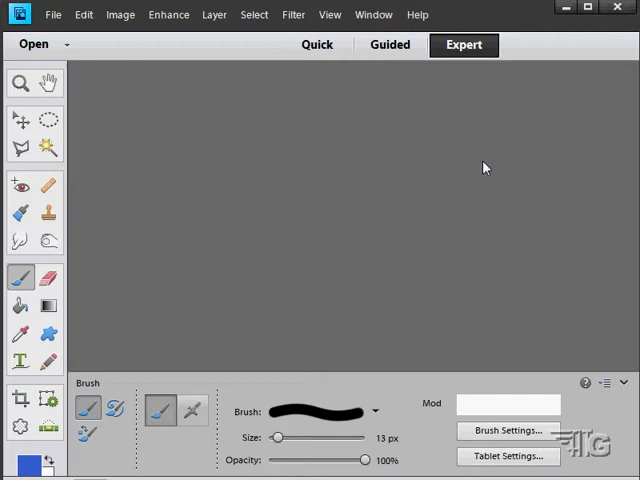 File Edit Image Enhance Layer Select Filter View Window Help
Open Quick Guided Expert
Brush
Brush: Mod
Size: 13 px Brush Settings...
Opacity: 100% Tablet Settings...